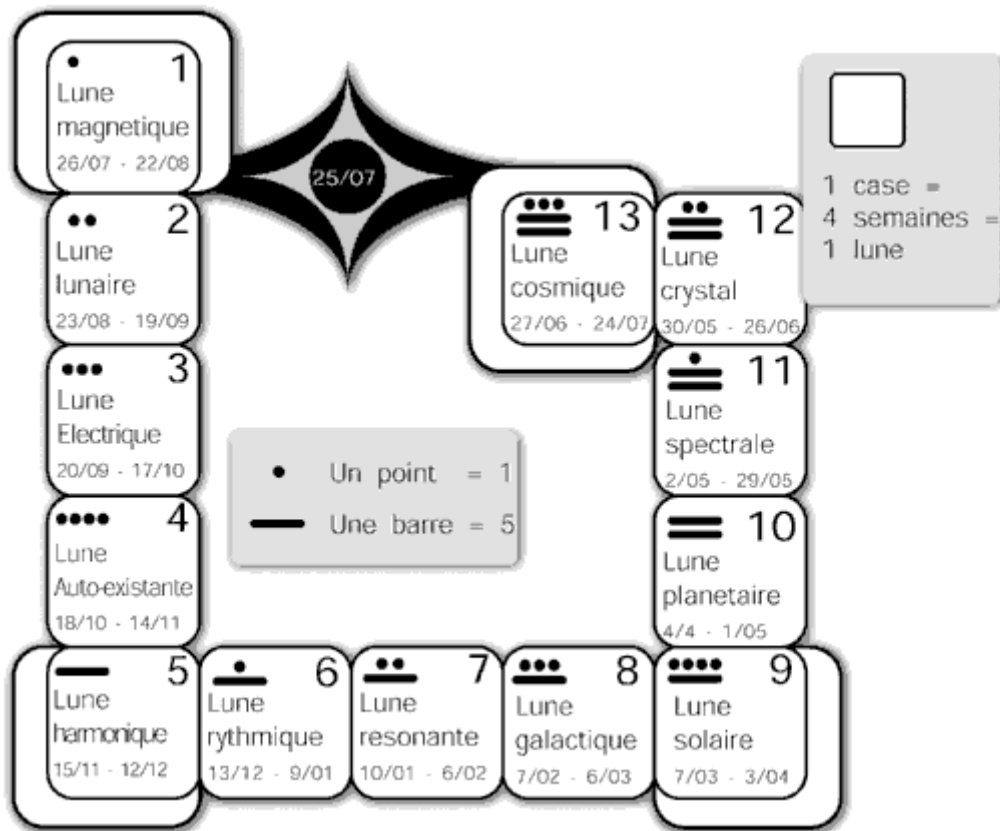 1
Lune
magnetique
26/07 - 22/08
25/07
2
Lune
lunaire
23/08 - 19/09
3
Lune
Electrique
20/09 - 17/10
4
Lune
Auto-existante
18/10 - 14/11
5
Lune
harmonique
15/11 - 12/12
6
Lune
rythmique
13/12 - 9/01
7
Lune
resonante
10/01 - 6/02
8
Lune
galactique
7/02 - 6/03
9
Lune
solaire
7/03 - 3/04
10
Lune
planetaire
4/4 - 1/05
11
Lune
spectrale
2/05 - 29/05
12
Lune
crystal
30/05 - 26/06
13
Lune
cosmique
27/06 - 24/07
1 case =
4 semaines =
1 lune
Un point = 1
Une barre = 5